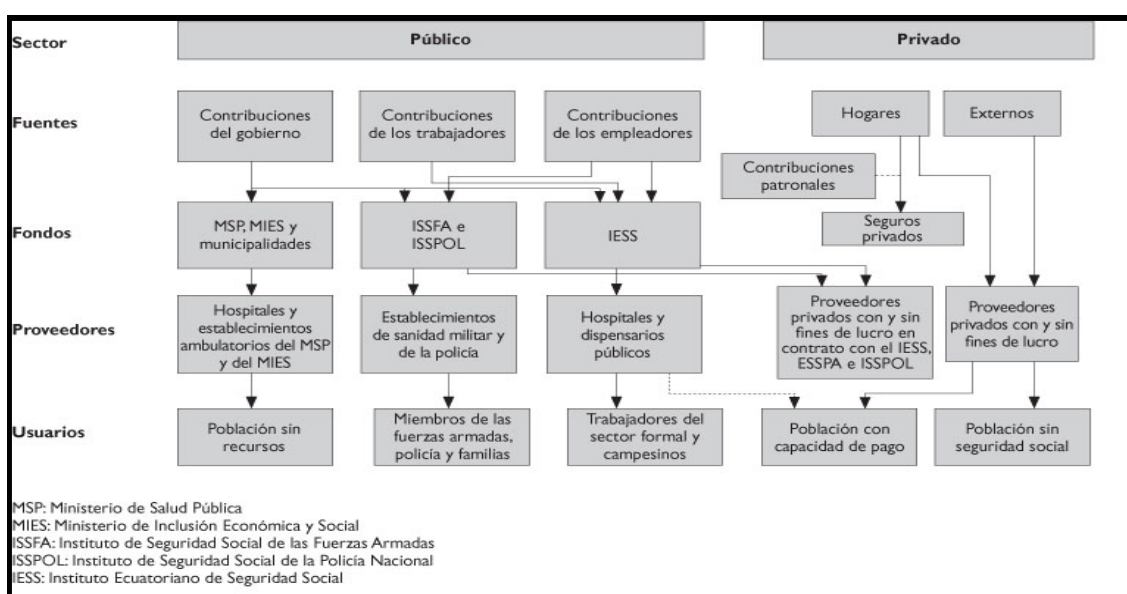 Sector
Público
Privado
Fuentes
Contribuciones
del gobierno
Contribuciones
de los trabajadores
Contribuciones
de los empleadores
Hogares
Externos
Contribuciones
patronales
Fondos
MSP, MIES y
municipalidades
ISSFA e
ISSPOL
IESS
Seguros
privados
Proveedores
Hospitales y
establecimientos
ambulatorios del MSP
y del MIES
Establecimientos
de sanidad militar y
de la policía
Hospitales y
dispensarios
públicos
Proveedores
privados con y sin
fines de lucro en
contrato con el IESS,
ESSPA e ISSPOL
Proveedores
privados con y sin
fines de lucro
Usuarios
Población sin
recursos
Miembros de las
fuerzas armadas,
policía y familias
Trabajadores del
sector formal y
campesinos
Población con
capacidad de pago
Población sin
seguridad social
MSP: Ministerio de Salud Pública
MIES: Ministerio de Inclusión Económica y Social
ISSFA: Instituto de Seguridad Social de las Fuerzas Armadas
ISSPOL: Instituto de Seguridad Social de la Policía Nacional
IESS: Instituto Ecuatoriano de Seguridad Social